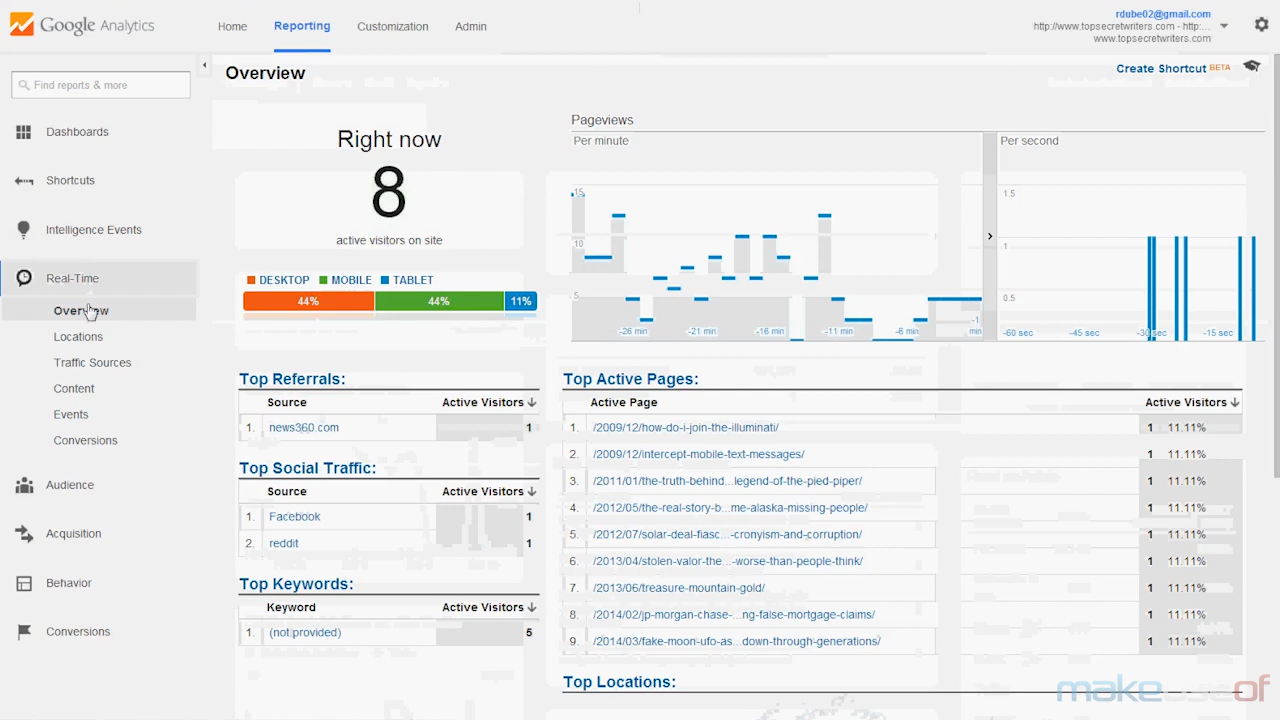 Google Analytics
Home Reporting Customization Admin
rdube02@gmail.com
http://www.topsecretwriters.com - http:...
www.topsecretwriters.com
Find reports & more
Dashboards
Shortcuts
Intelligence Events
Real-Time
Overview
Locations
Traffic Sources
Content
Events
Conversions
Audience
Acquisition
Behavior
Conversions
Overview
Create Shortcut BETA
Right now
8
active visitors on site
DESKTOP MOBILE TABLET
44% 44% 11%
Pageviews
Per minute
15
10
5
-26 min -21 min -16 min -11 min -6 min -1 min
Per second
1.5
1
0.5
-60 sec -45 sec -30 sec -15 sec
Top Referrals:
Source Active Visitors
1. news360.com 1
Top Social Traffic:
Source Active Visitors
1. Facebook 1
2. reddit 1
Top Keywords:
Keyword Active Visitors
1. (not provided) 5
Top Active Pages:
Active Page Active Visitors
1. /2009/12/how-do-i-join-the-illuminati/ 1 11.11%
2. /2009/12/intercept-mobile-text-messages/ 1 11.11%
3. /2011/01/the-truth-behind...legend-of-the-pied-piper/ 1 11.11%
4. /2012/05/the-real-story-b...me-alaska-missing-people/ 1 11.11%
5. /2012/07/solar-deal-fiasc...-cronyism-and-corruption/ 1 11.11%
6. /2013/04/stolen-valor-the...-worse-than-people-think/ 1 11.11%
7. /2013/06/treasure-mountain-gold/ 1 11.11%
8. /2014/02/jp-morgan-chase-...ng-false-mortgage-claims/ 1 11.11%
9. /2014/03/fake-moon-ufo-as...down-through-generations/ 1 11.11%
Top Locations:
makeuseof